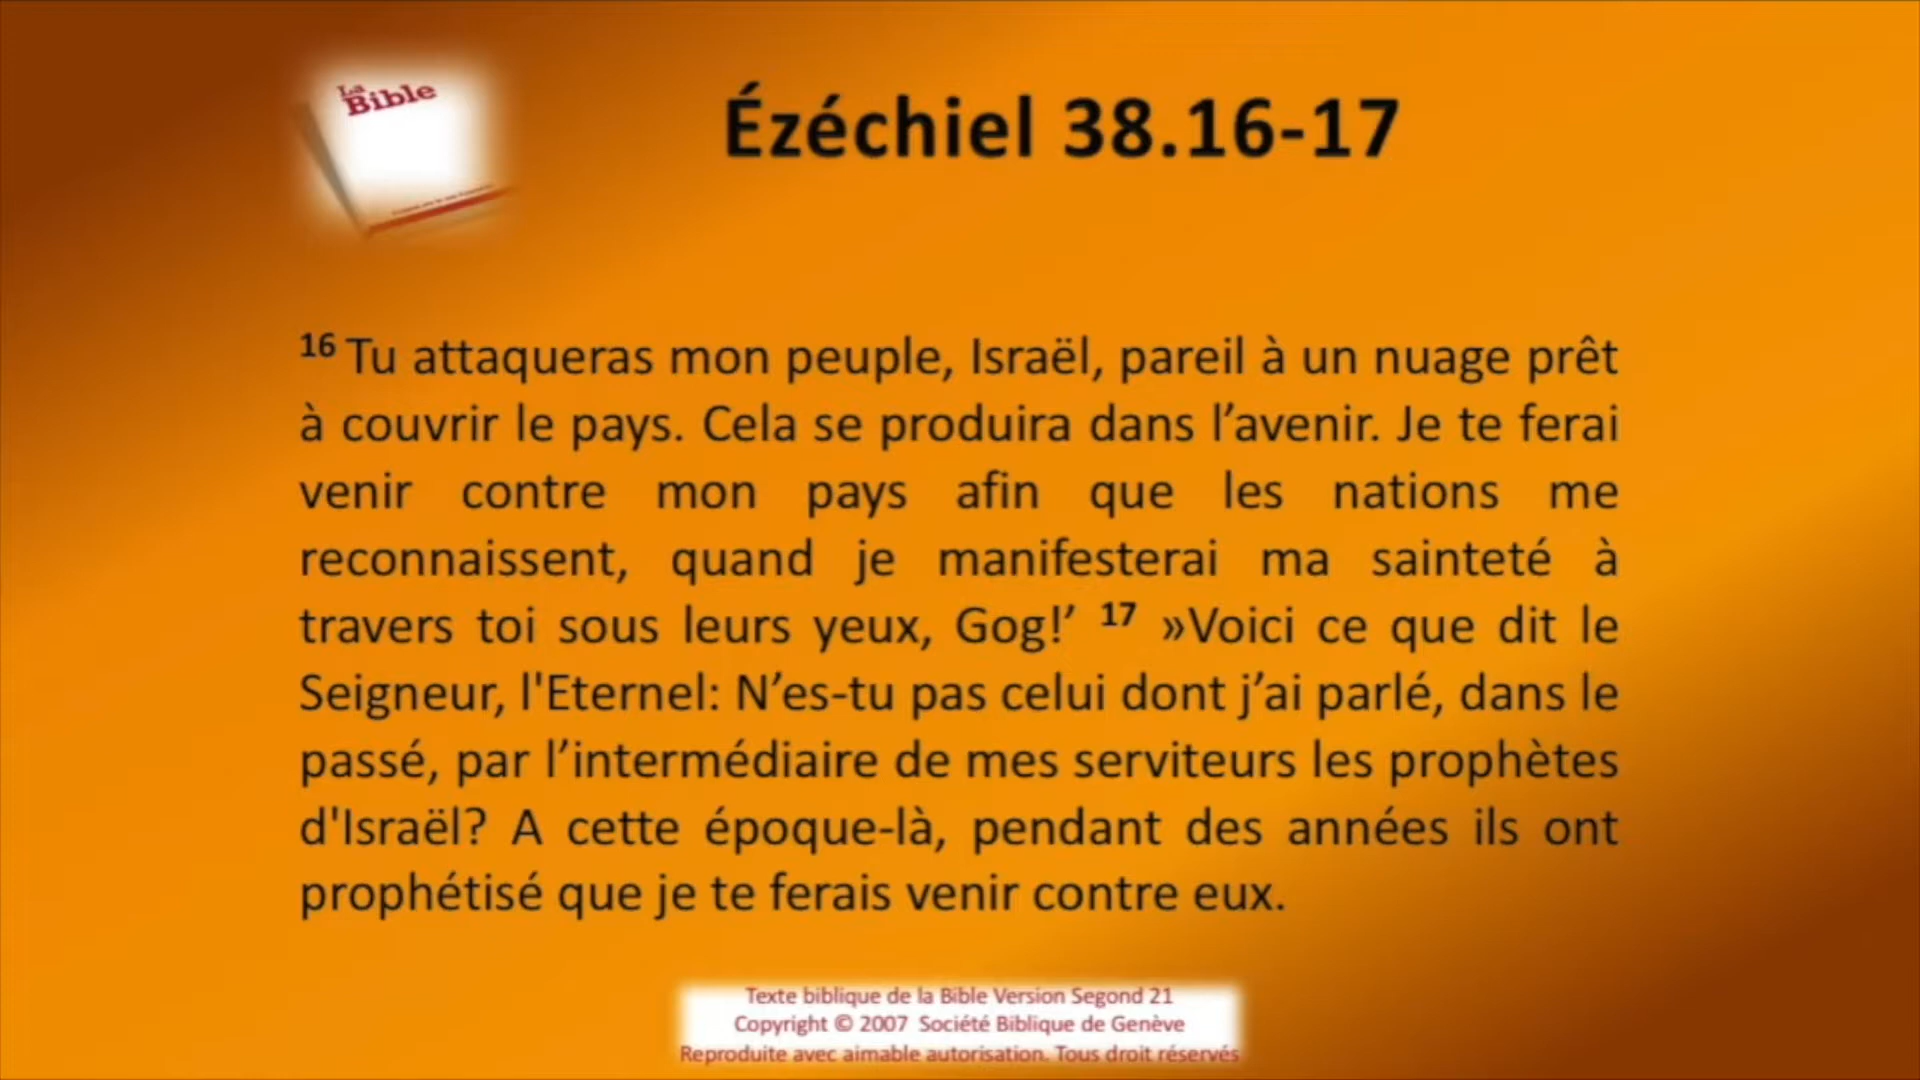 La
Bible
Ézéchiel 38.16-17
16 Tu attaqueras mon peuple, Israël, pareil à un nuage prêt
à couvrir le pays. Cela se produira dans l’avenir. Je te ferai
venir contre mon pays afin que les nations me
reconnaissent, quand je manifesterai ma sainteté à
travers toi sous leurs yeux, Gog!’ 17 »Voici ce que dit le
Seigneur, l'Eternel: N’es-tu pas celui dont j’ai parlé, dans le
passé, par l’intermédiaire de mes serviteurs les prophètes
d'Israël? A cette époque-là, pendant des années ils ont
prophétisé que je te ferais venir contre eux.
Texte biblique de la Bible Version Segond 21
Copyright © 2007 Société Biblique de Genève
Reproduite avec aimable autorisation. Tous droit réservés